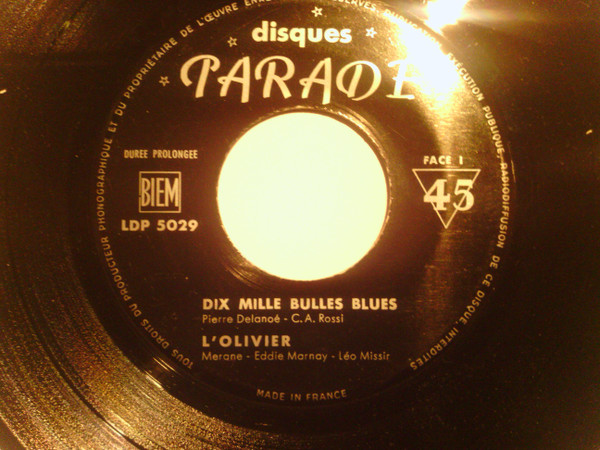 disques
PARADE
DUREE PROLONGEE
BIEM
LDP 5029
FACE 1
45
DIX MILLE BULLES BLUES
Pierre Delanoé - C.A. Rossi
L'OLIVIER
Merane - Eddie Marnay - Léo Missir
MADE IN FRANCE
TOUS DROITS DU PRODUCTEUR PHONOGRAPHIQUE ET DU PROPRIETAIRE DE L'ŒUVRE EXECUTION PUBLIQUE, RADIODIFFUSION DE CE DISQUE INTERDITES